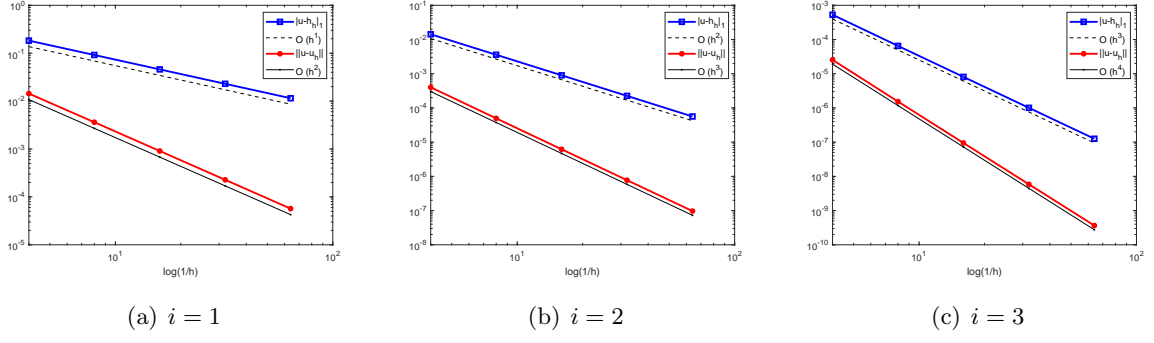 10^0
10^-1
10^-2
10^-3
10^-4
10^-5
10^1
10^2
log(1/h)
|u-h_h|_1
O (h^1)
||u-u_h||
O (h^2)
(a) i = 1
10^-1
10^-2
10^-3
10^-4
10^-5
10^-6
10^-7
10^-8
10^1
10^2
log(1/h)
|u-h_h|_1
O (h^2)
||u-u_h||
O (h^3)
(b) i = 2
10^-3
10^-4
10^-5
10^-6
10^-7
10^-8
10^-9
10^-10
10^1
10^2
log(1/h)
|u-h_h|_1
O (h^3)
||u-u_h||
O (h^4)
(c) i = 3